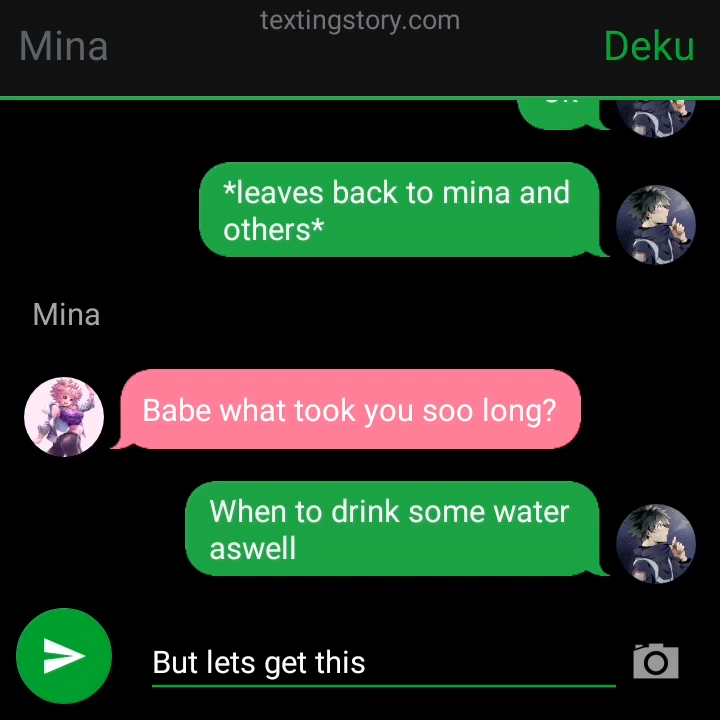 textingstory.com
Mina
Deku
*leaves back to mina and
others*
Mina
Babe what took you soo long?
When to drink some water
aswell
But lets get this